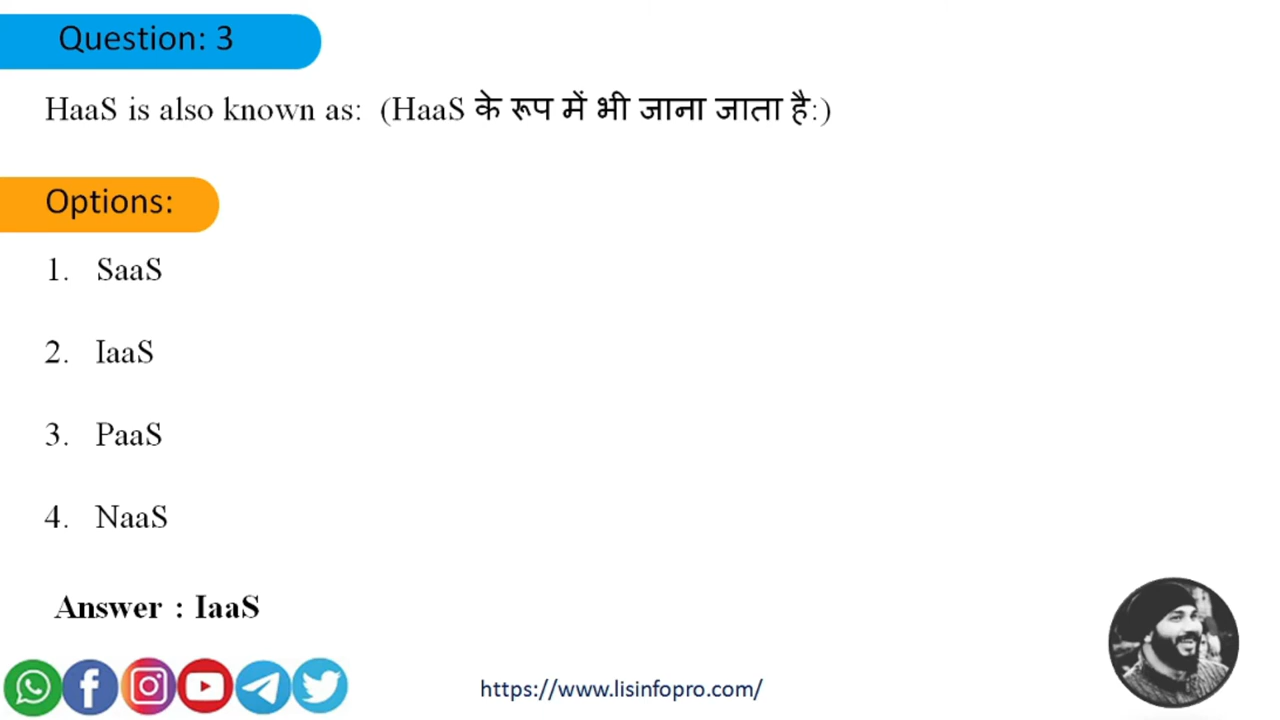 Question: 3
HaaS is also known as: (HaaS के रूप में भी जाना जाता है:)
Options:
1. SaaS
2. IaaS
3. PaaS
4. NaaS
Answer : IaaS
https://www.lisinfopro.com/